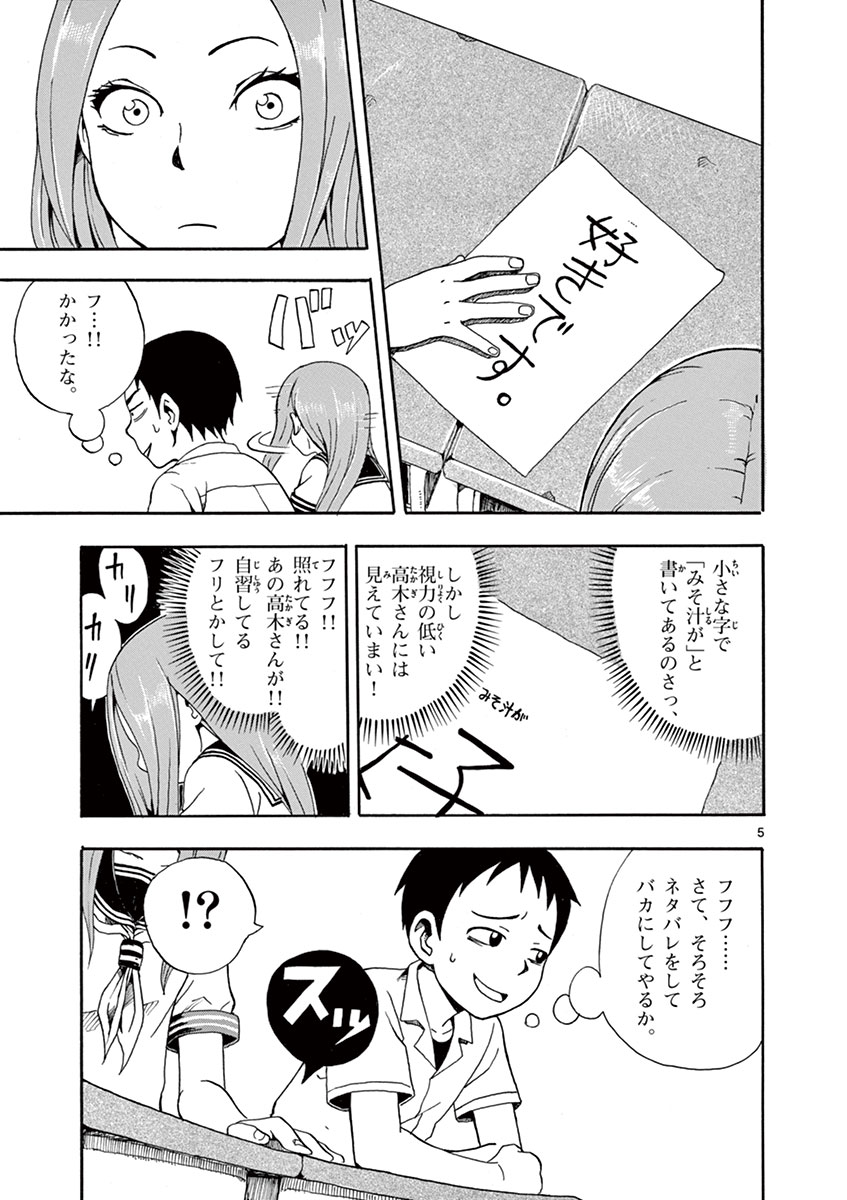 好きです。
バッ
フ…!!
かかったな。
小さな字で
「みそ汁が」と
書いてあるのさっ、
しかし
視力の低い
高木さんには
見えていまい!
みそ汁が
好
フフフ!!
照れてる!!
あの高木さんが!!
自習してる
フリとかして!!
カリ
カリ
5
フフフ……
さて、そろそろ
ネタバレをして
バカにしてやるか。
スッ
!?